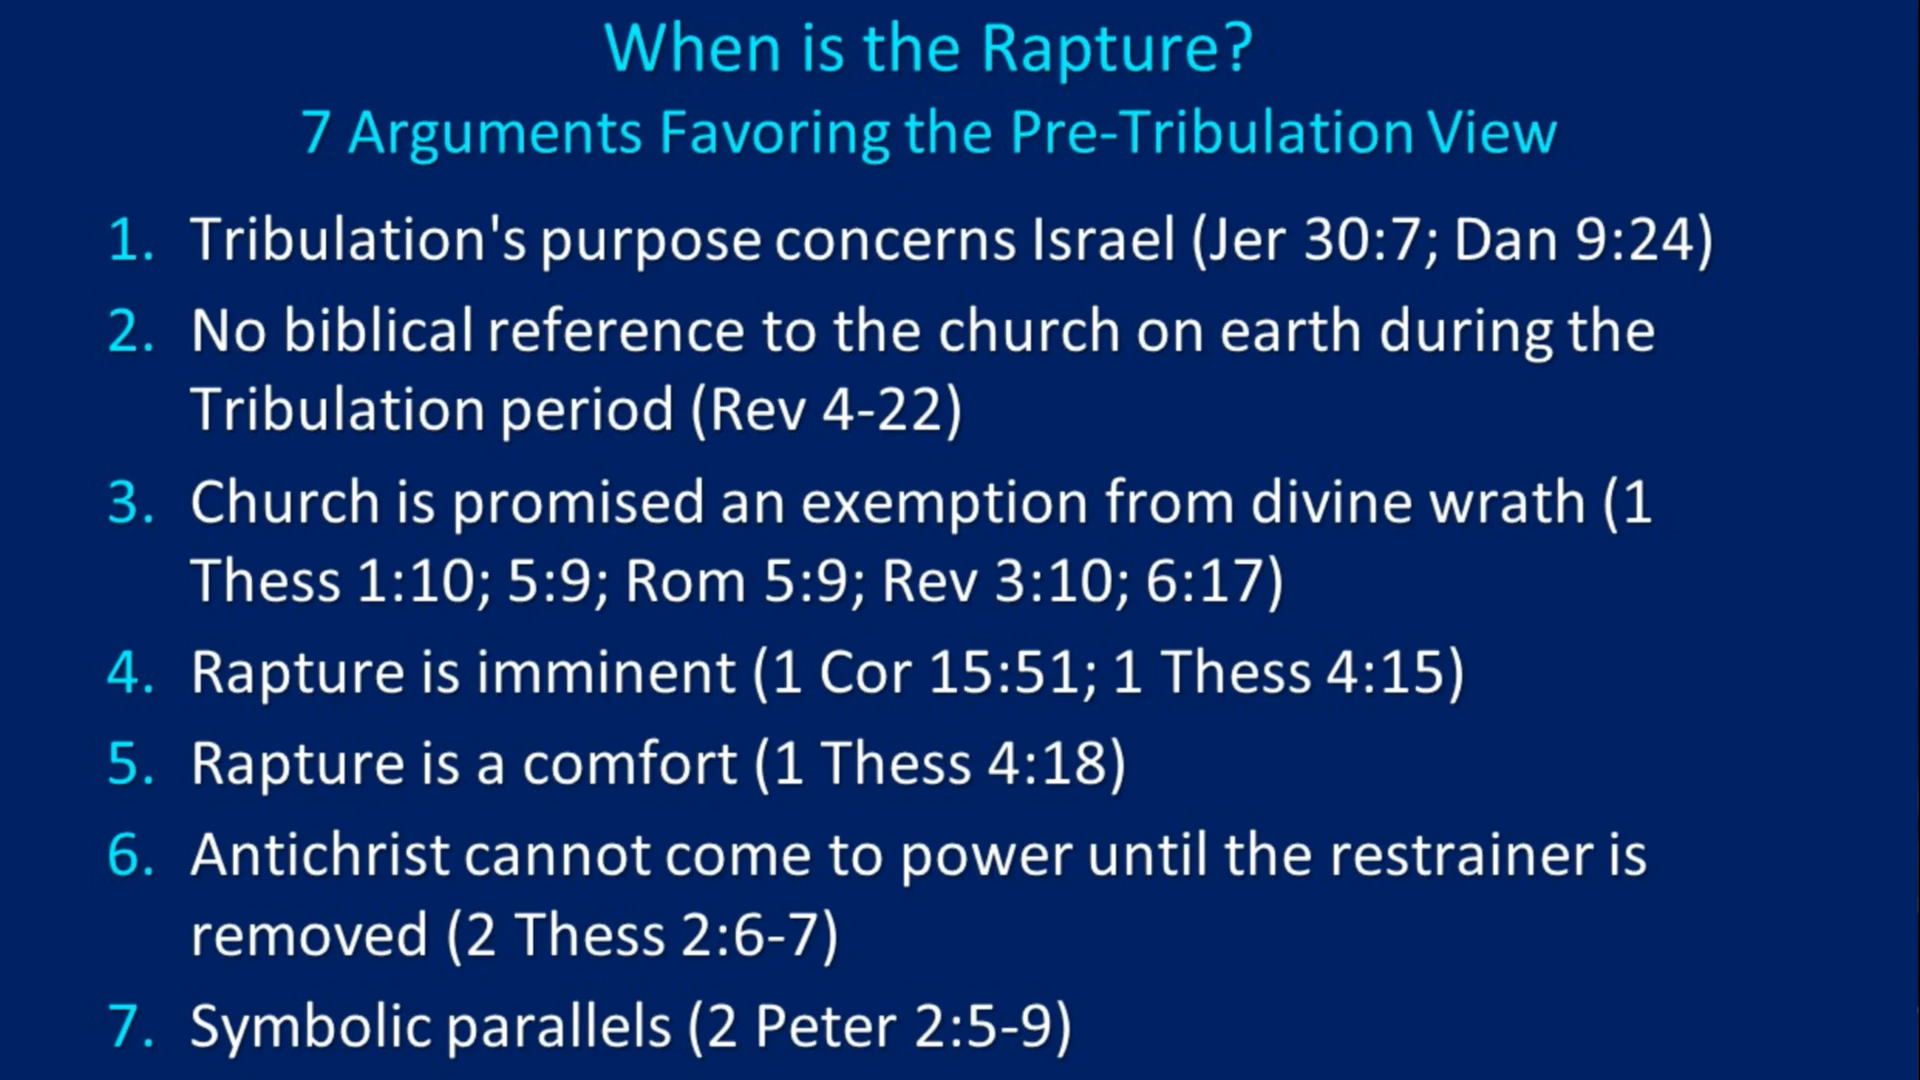 When is the Rapture?
7 Arguments Favoring the Pre-Tribulation View
1. Tribulation's purpose concerns Israel (Jer 30:7; Dan 9:24)
2. No biblical reference to the church on earth during the
Tribulation period (Rev 4-22)
3. Church is promised an exemption from divine wrath (1
Thess 1:10; 5:9; Rom 5:9; Rev 3:10; 6:17)
4. Rapture is imminent (1 Cor 15:51; 1 Thess 4:15)
5. Rapture is a comfort (1 Thess 4:18)
6. Antichrist cannot come to power until the restrainer is
removed (2 Thess 2:6-7)
7. Symbolic parallels (2 Peter 2:5-9)